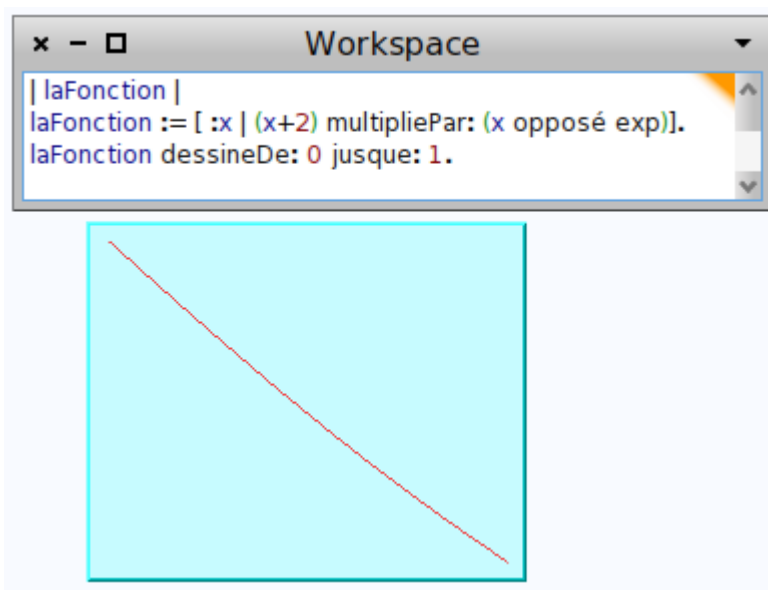 Workspace
| laFonction |
laFonction := [ :x | (x+2) multipliePar: (x opposé exp)].
laFonction dessineDe: 0 jusque: 1.